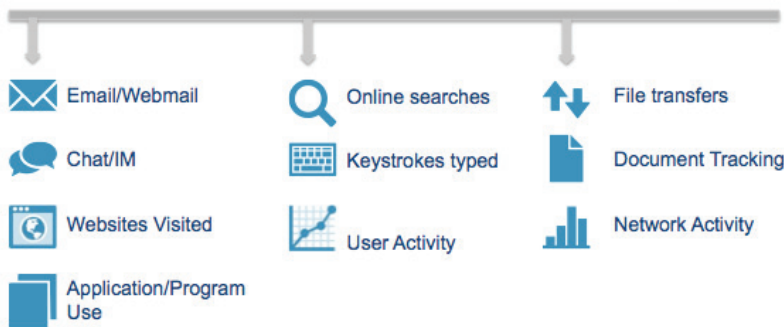 Email/Webmail
Chat/IM
Websites Visited
Application/Program
Use
Online searches
Keystrokes typed
User Activity
File transfers
Document Tracking
Network Activity